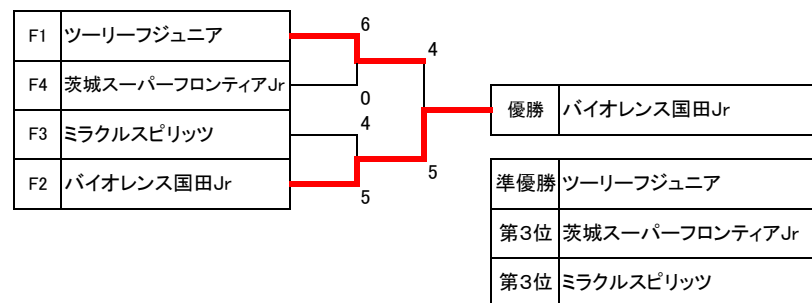 F1 ツーリーフジュニア
6
4
F4 茨城スーパーフロンティアJr
0
優勝 バイオレンス国田Jr
F3 ミラクルスピリッツ
4
F2 バイオレンス国田Jr
5
5
準優勝 ツーリーフジュニア
第3位 茨城スーパーフロンティアJr
第3位 ミラクルスピリッツ